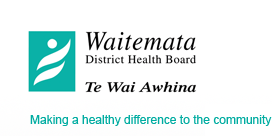 Waitemata
District Health Board
Te Wai Awhina
Making a healthy difference to the community